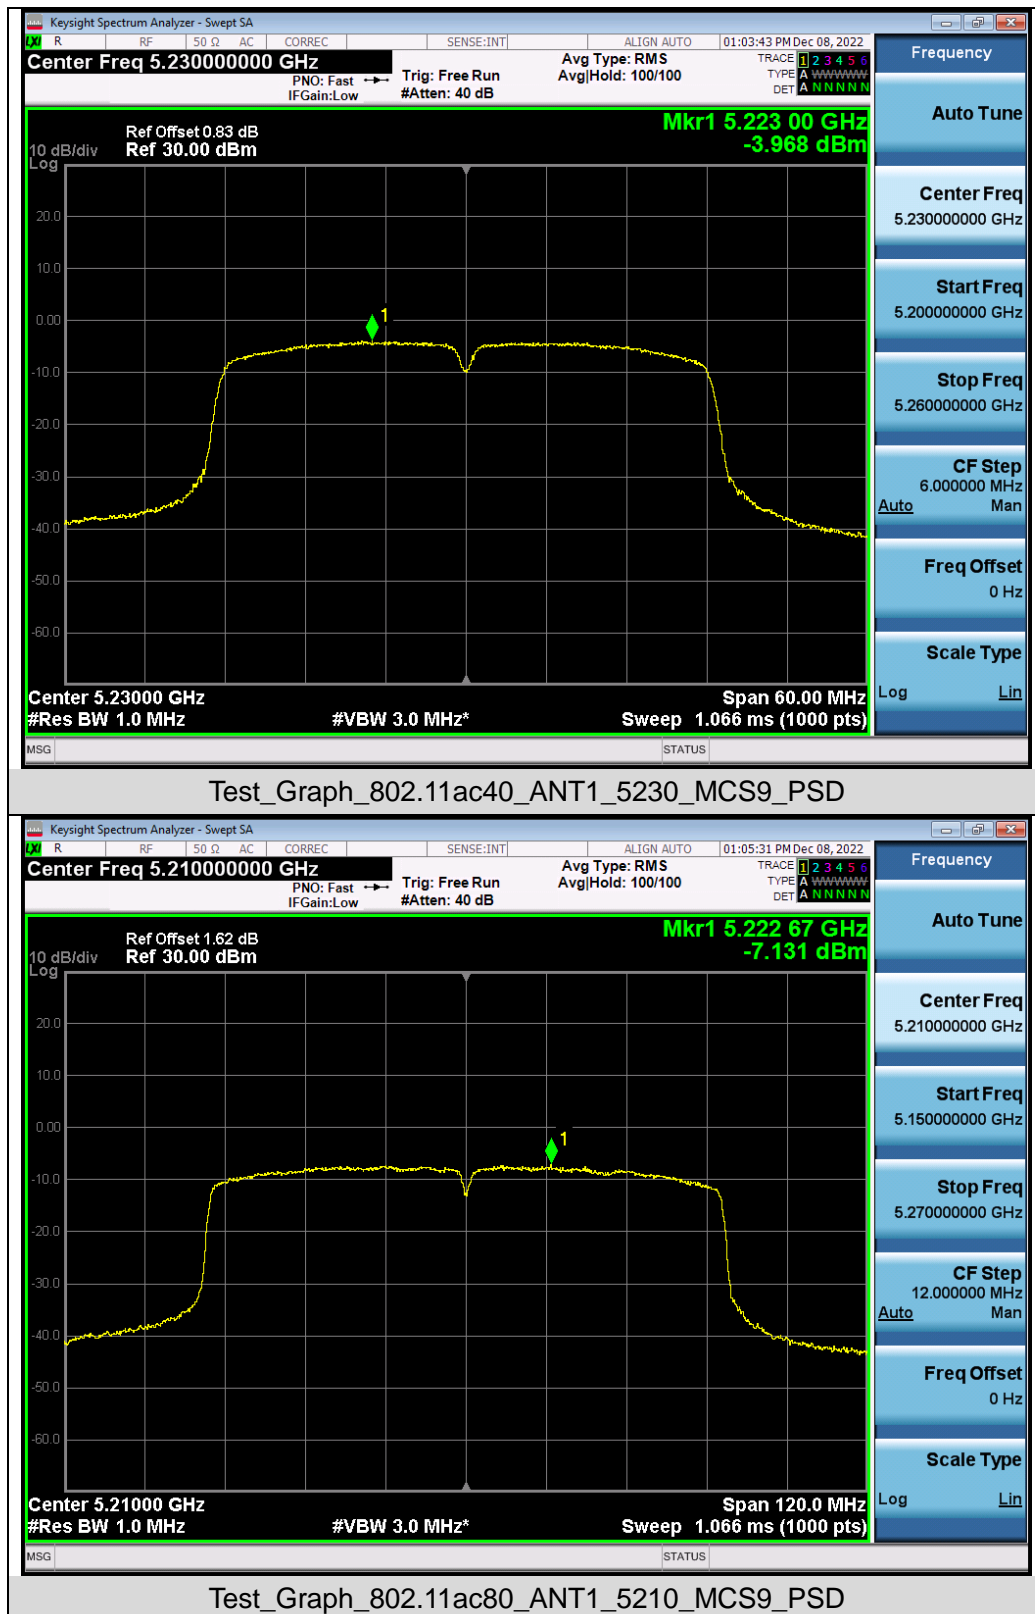 Keysight Spectrum Analyzer - Swept SA
LXI R RF 50 Ω AC CORREC SENSE:INT ALIGN AUTO 01:03:43 PM Dec 08, 2022
Center Freq 5.230000000 GHz
PNO: Fast
IFGain:Low
Trig: Free Run
#Atten: 40 dB
Avg Type: RMS
Avg|Hold: 100/100
TRACE 1 2 3 4 5 6
TYPE A WWWWW
DET A N N N N N
Ref Offset 0.83 dB
Ref 30.00 dBm
10 dB/div
Log
Mkr1 5.223 00 GHz
-3.968 dBm
20.0
10.0
0.00
-10.0
-20.0
-30.0
-40.0
-50.0
-60.0
1
Center 5.23000 GHz
Span 60.00 MHz
#Res BW 1.0 MHz
#VBW 3.0 MHz*
Sweep 1.066 ms (1000 pts)
MSG
STATUS
Frequency
Auto Tune
Center Freq
5.230000000 GHz
Start Freq
5.200000000 GHz
Stop Freq
5.260000000 GHz
CF Step
6.000000 MHz
Auto Man
Freq Offset
0 Hz
Scale Type
Log Lin
Test_Graph_802.11ac40_ANT1_5230_MCS9_PSD
Keysight Spectrum Analyzer - Swept SA
LXI R RF 50 Ω AC CORREC SENSE:INT ALIGN AUTO 01:05:31 PM Dec 08, 2022
Center Freq 5.210000000 GHz
PNO: Fast
IFGain:Low
Trig: Free Run
#Atten: 40 dB
Avg Type: RMS
Avg|Hold: 100/100
TRACE 1 2 3 4 5 6
TYPE A WWWWW
DET A N N N N N
Ref Offset 1.62 dB
Ref 30.00 dBm
10 dB/div
Log
Mkr1 5.222 67 GHz
-7.131 dBm
20.0
10.0
0.00
-10.0
-20.0
-30.0
-40.0
-50.0
-60.0
1
Center 5.21000 GHz
Span 120.0 MHz
#Res BW 1.0 MHz
#VBW 3.0 MHz*
Sweep 1.066 ms (1000 pts)
MSG
STATUS
Frequency
Auto Tune
Center Freq
5.210000000 GHz
Start Freq
5.150000000 GHz
Stop Freq
5.270000000 GHz
CF Step
12.000000 MHz
Auto Man
Freq Offset
0 Hz
Scale Type
Log Lin
Test_Graph_802.11ac80_ANT1_5210_MCS9_PSD